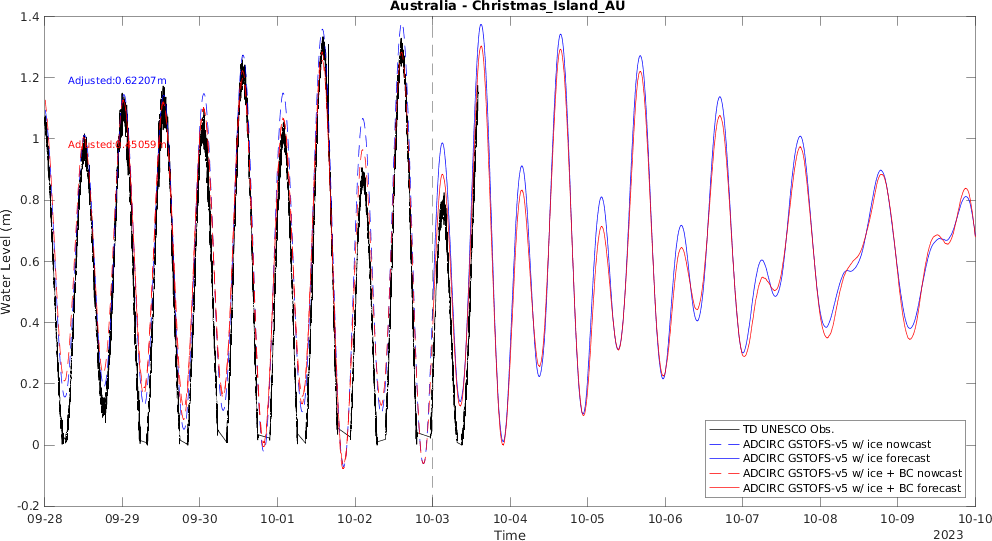 Australia - Christmas_Island_AU
1.4
1.2
1
0.8
0.6
0.4
0.2
0
-0.2
Water Level (m)
Adjusted:0.62207m
Adjusted:0.45059m
TD UNESCO Obs.
ADCIRC GSTOFS-v5 w/ ice nowcast
ADCIRC GSTOFS-v5 w/ ice forecast
ADCIRC GSTOFS-v5 w/ ice + BC nowcast
ADCIRC GSTOFS-v5 w/ ice + BC forecast
09-28 09-29 09-30 10-01 10-02 10-03 10-04 10-05 10-06 10-07 10-08 10-09 10-10
Time
2023